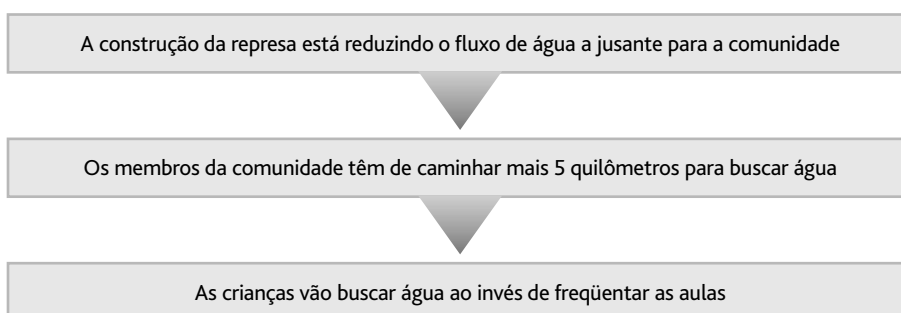 A construção da represa está reduzindo o fluxo de água a jusante para a comunidade
Os membros da comunidade têm de caminhar mais 5 quilômetros para buscar água
As crianças vão buscar água ao invés de freqüentar as aulas